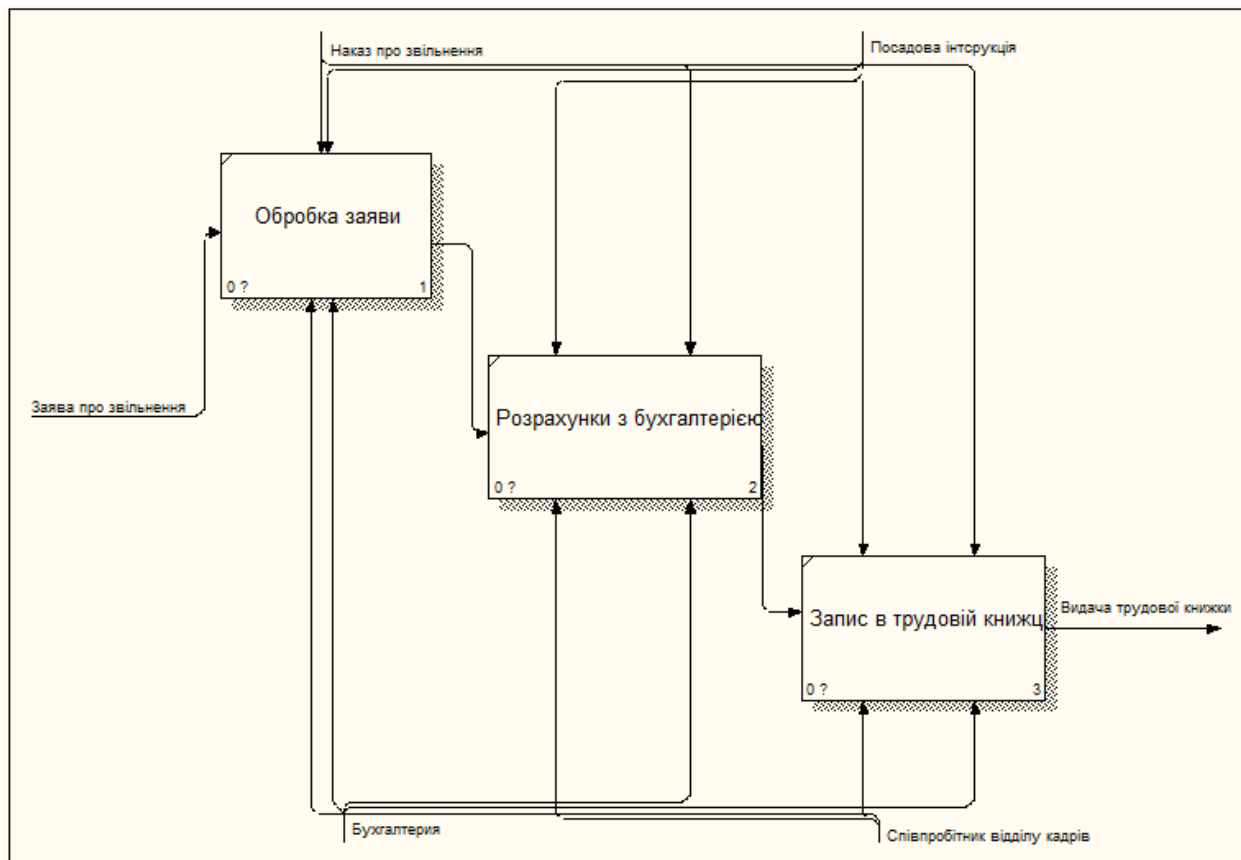 Наказ про звільнення
Посадова інтсрукція
Обробка заяви
0 ?
1
Заява про звільнення
Розрахунки з бухгалтерією
0 ?
2
Запис в трудовій книжц
0 ?
3
Видача трудової книжки
Бухгалтерия
Співпробітник відділу кадрів